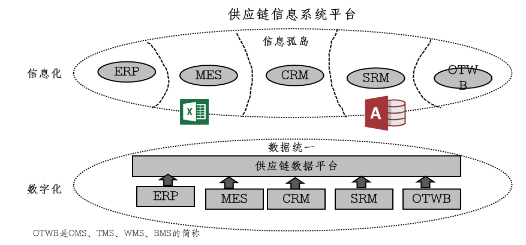 供应链信息系统平台
信息孤岛
信息化
ERP
MES
CRM
SRM
OTW
B
X
A
数据统一
供应链数据平台
数字化
ERP
MES
CRM
SRM
OTWB
OTWB是OMS、TMS、WMS、BMS的简称